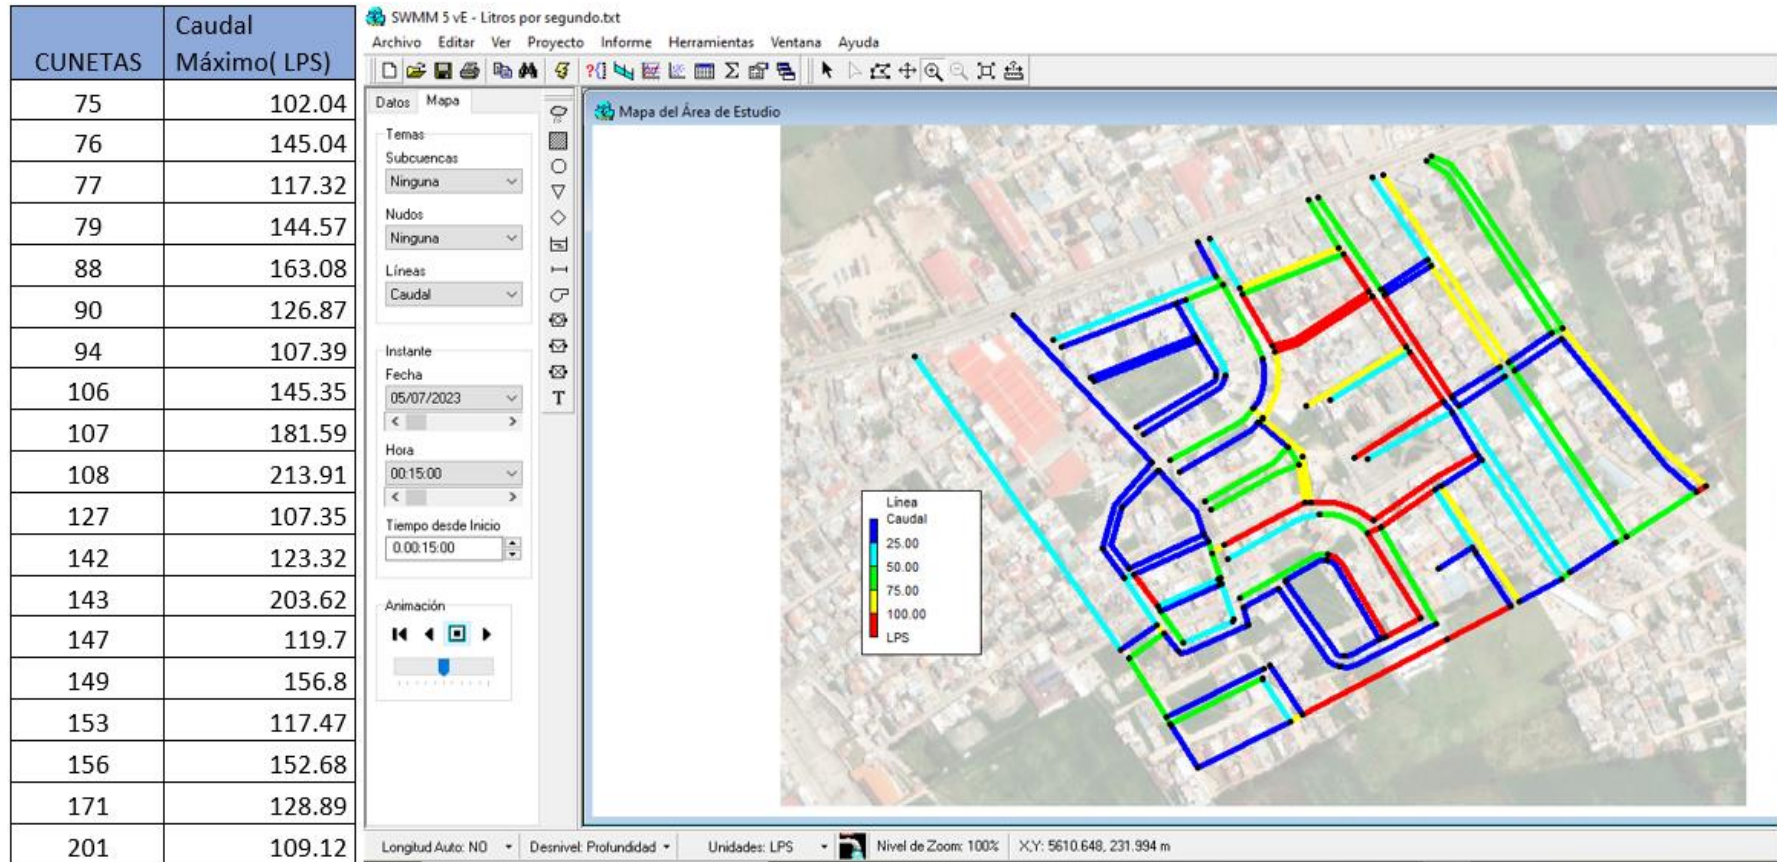 CUNETAS Caudal Máximo( LPS)
75 102.04
76 145.04
77 117.32
79 144.57
88 163.08
90 126.87
94 107.39
106 145.35
107 181.59
108 213.91
127 107.35
142 123.32
143 203.62
147 119.7
149 156.8
153 117.47
156 152.68
171 128.89
201 109.12
SWMM 5 vE - Litros por segundo.txt
Archivo Editar Ver Proyecto Informe Herramientas Ventana Ayuda
Datos Mapa
Temas
Subcuencas
Ninguna
Nudos
Ninguna
Líneas
Caudal
Instante
Fecha
05/07/2023
Hora
00:15:00
Tiempo desde Inicio
0.00:15:00
Animación
T
Mapa del Área de Estudio
Línea
Caudal
25.00
50.00
75.00
100.00
LPS
Longitud Auto: NO Desnivel: Profundidad Unidades: LPS Nivel de Zoom: 100% X,Y: 5610.648, 231.994 m